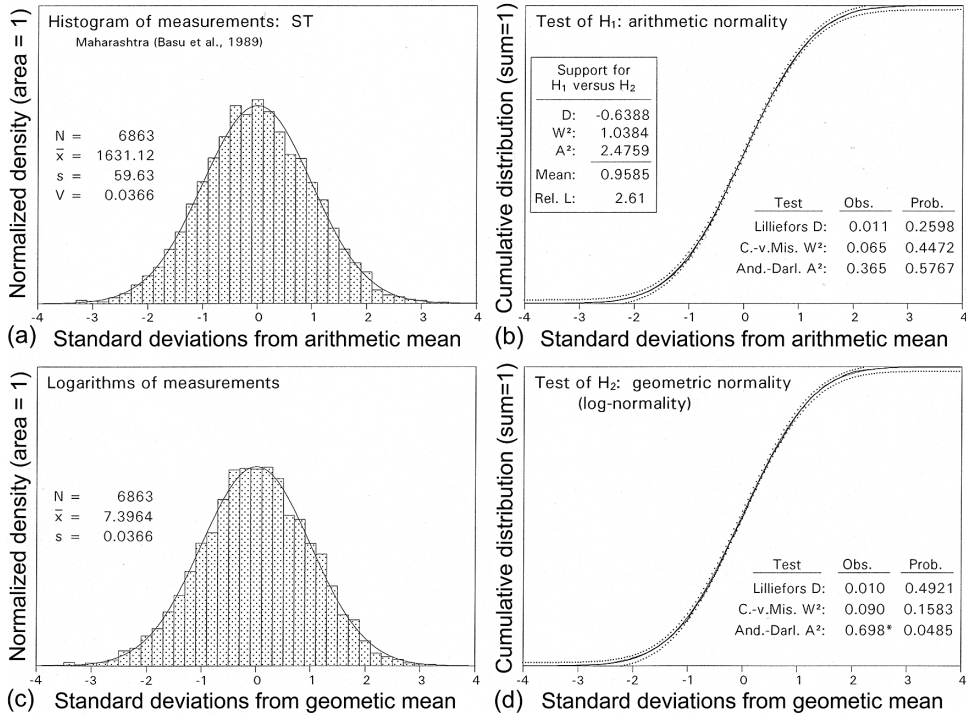 Histogram of measurements: ST
Maharashtra (Basu et al., 1989)
Normalized density (area = 1)
N = 6863
x̄ = 1631.12
s = 59.63
V = 0.0366
-4 -3 -2 -1 0 1 2 3 4
(a) Standard deviations from arithmetic mean
Test of H₁: arithmetic normality
Cumulative distribution (sum=1)
Support for
H₁ versus H₂
D: -0.6388
W²: 1.0384
A²: 2.4759
Mean: 0.9585
Rel. L: 2.61
Test Obs. Prob.
Lilliefors D: 0.011 0.2598
C.-v.Mis. W²: 0.065 0.4472
And.-Darl. A²: 0.365 0.5767
-4 -3 -2 -1 0 1 2 3 4
(b) Standard deviations from arithmetic mean
Logarithms of measurements
Normalized density (area = 1)
N = 6863
x̄ = 7.3964
s = 0.0366
-4 -3 -2 -1 0 1 2 3 4
(c) Standard deviations from geometic mean
Test of H₂: geometric normality
(log-normality)
Cumulative distribution (sum=1)
Test Obs. Prob.
Lilliefors D: 0.010 0.4921
C.-v.Mis. W²: 0.090 0.1583
And.-Darl. A²: 0.698* 0.0485
-4 -3 -2 -1 0 1 2 3 4
(d) Standard deviations from geometic mean